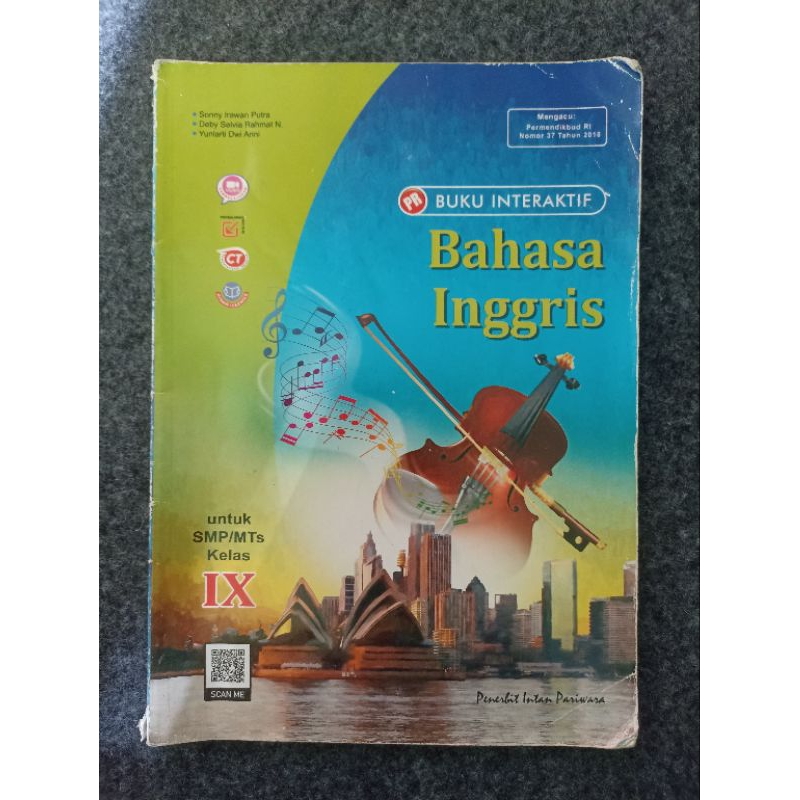 Sonny Irawan Putra
Deby Selvia Rahmat N.
Yuniarti Dwi Arini
Mengacu:
Permendikbud RI
Nomor 37 Tahun 2018
PR BUKU INTERAKTIF
Bahasa
Inggris
CT
untuk
SMP/MTs
Kelas
IX
SCAN ME
Penerbit Intan Pariwara